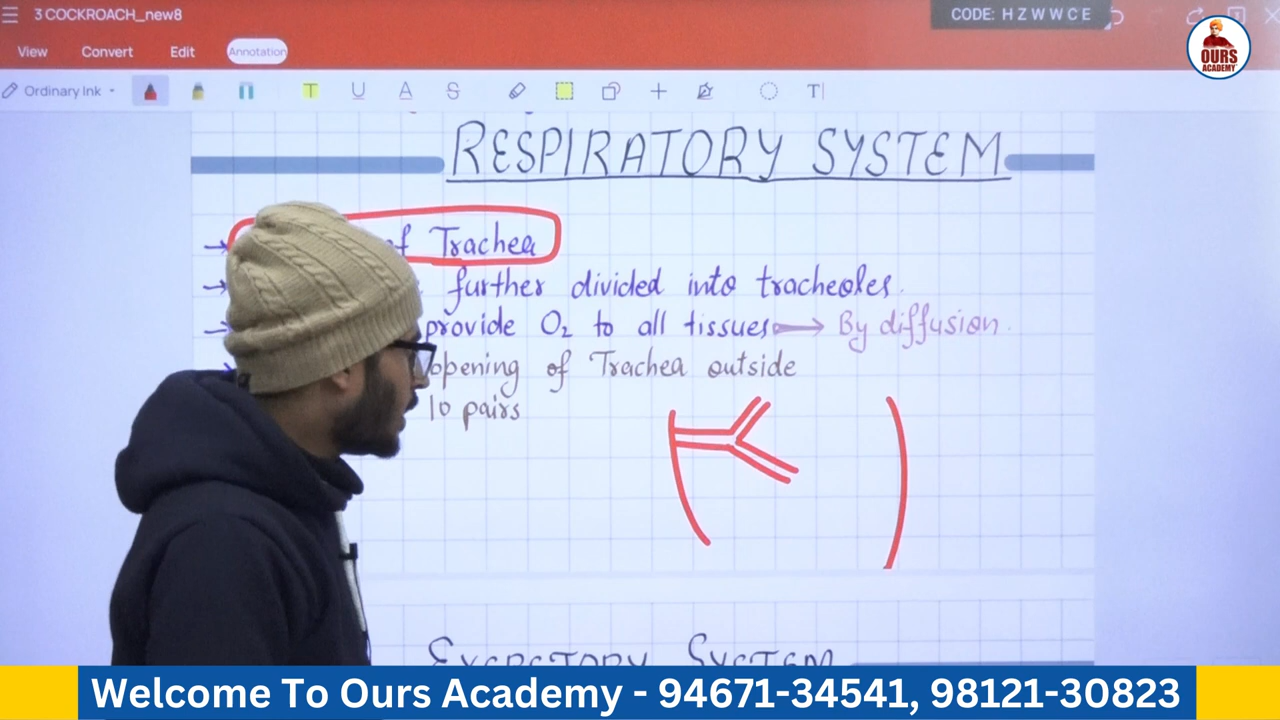 3 COCKROACH_new8
CODE: H Z W W C E
View Convert Edit Annotation
OURS
ACADEMY
Ordinary Ink
RESPIRATORY SYSTEM
→ of Trachea
→ further divided into tracheoles.
→ provide O₂ to all tissues → By diffusion.
opening of Trachea outside
10 pairs
EXCRETORY SYSTEM
Welcome To Ours Academy - 94671-34541, 98121-30823